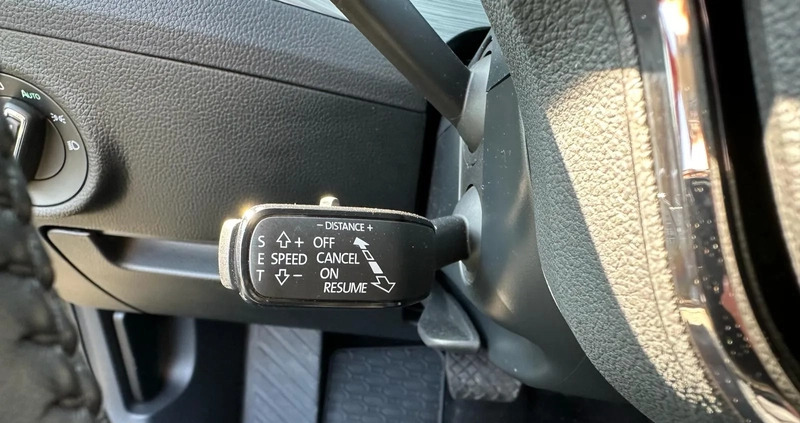 AUTO
- DISTANCE +
S + OFF
E SPEED CANCEL
T - ON
RESUME